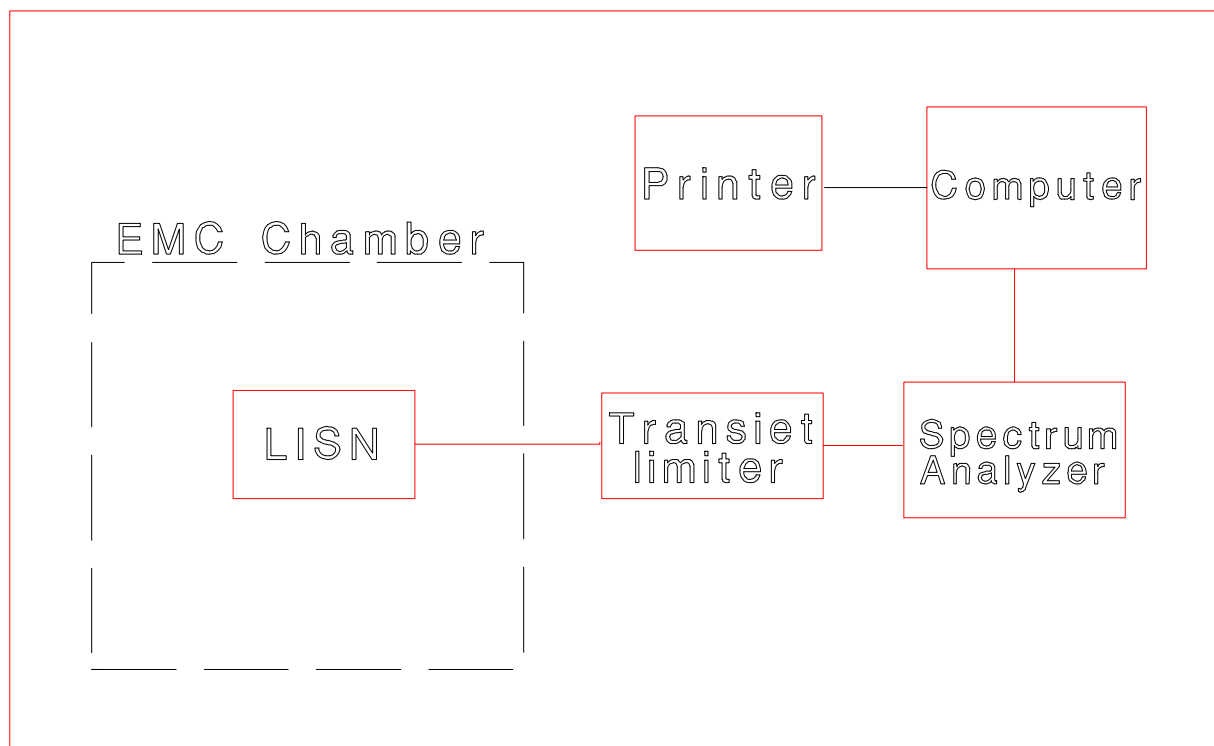 Printer
Computer
EMC Chamber
LISN
Transiet
limiter
Spectrum
Analyzer